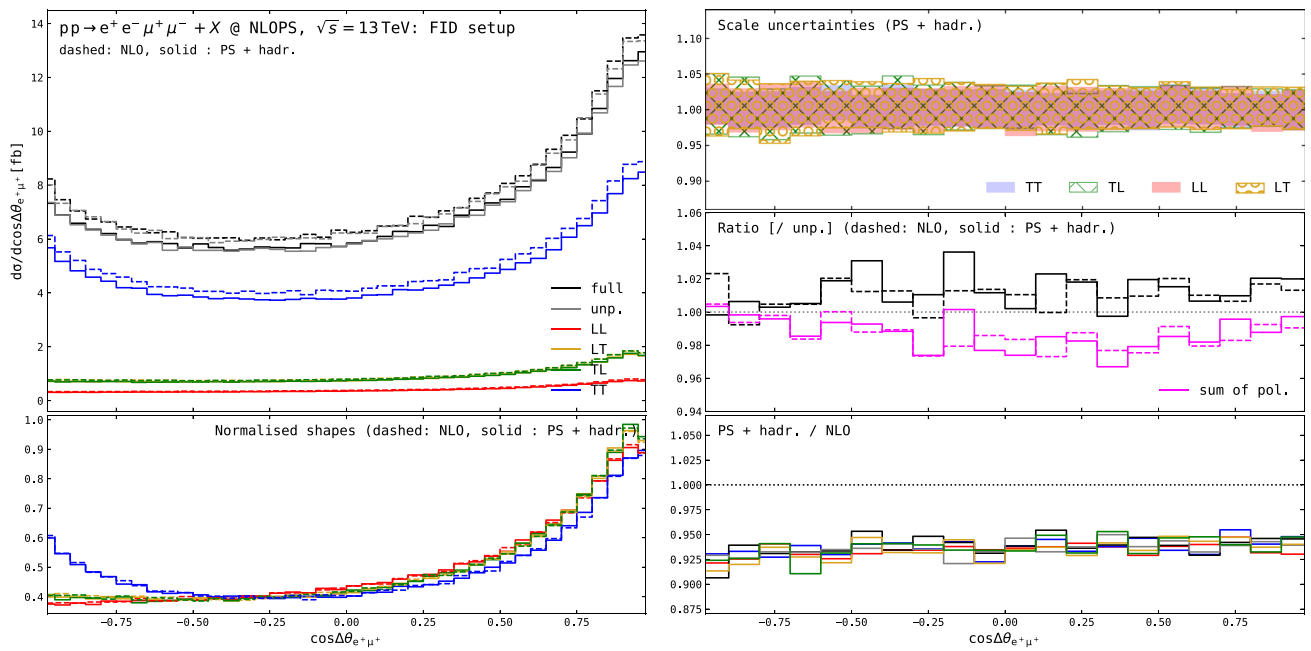 pp→e⁺e⁻μ⁺μ⁻ + X @ NLOPS, √s = 13 TeV: FID setup
dashed: NLO, solid : PS + hadr.
dσ/dcosΔθ_{e⁺μ⁺} [fb]
14
12
10
8
6
4
2
0
full
unp.
LL
LT
TL
TT
Normalised shapes (dashed: NLO, solid : PS + hadr.)
1.0
0.9
0.8
0.7
0.6
0.5
0.4
−0.75 −0.50 −0.25 0.00 0.25 0.50 0.75
cosΔθ_{e⁺μ⁺}
Scale uncertainties (PS + hadr.)
1.10
1.05
1.00
0.95
0.90
TT TL LL LT
Ratio [/ unp.] (dashed: NLO, solid : PS + hadr.)
1.06
1.04
1.02
1.00
0.98
0.96
0.94
sum of pol.
PS + hadr. / NLO
1.050
1.025
1.000
0.975
0.950
0.925
0.900
0.875
−0.75 −0.50 −0.25 0.00 0.25 0.50 0.75
cosΔθ_{e⁺μ⁺}